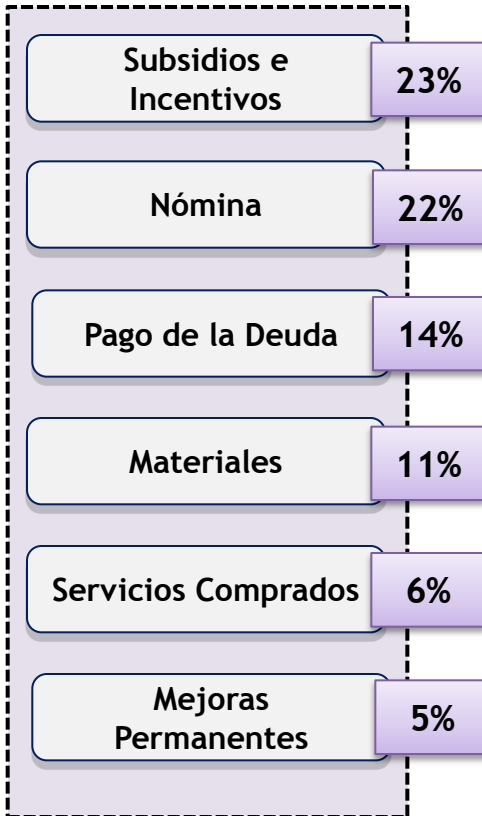 Subsidios e
Incentivos
23%
Nómina
22%
Pago de la Deuda
14%
Materiales
11%
Servicios Comprados
6%
Mejoras
Permanentes
5%